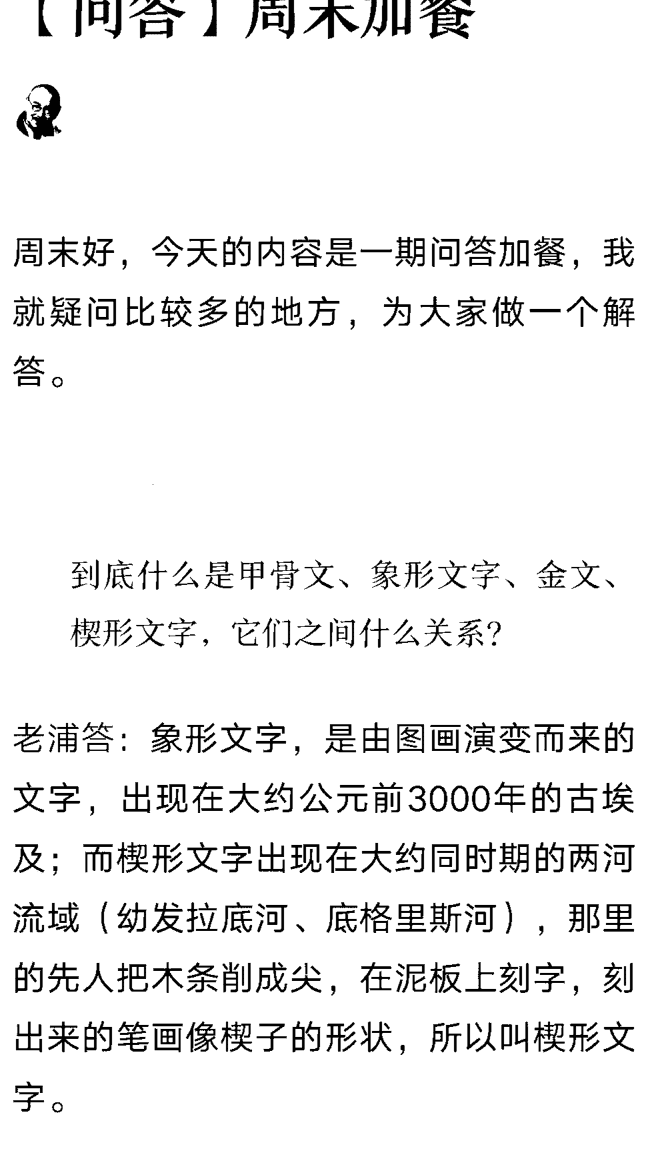 【问答】周末加餐
周末好，今天的内容是一期问答加餐，我
就疑问比较多的地方，为大家做一个解
答。
到底什么是甲骨文、象形文字、金文、
楔形文字，它们之间什么关系？
老浦答：象形文字，是由图画演变而来的
文字，出现在大约公元前3000年的古埃
及；而楔形文字出现在大约同时期的两河
流域（幼发拉底河、底格里斯河），那里
的先人把木条削成尖，在泥板上刻字，刻
出来的笔画像楔子的形状，所以叫楔形文
字。